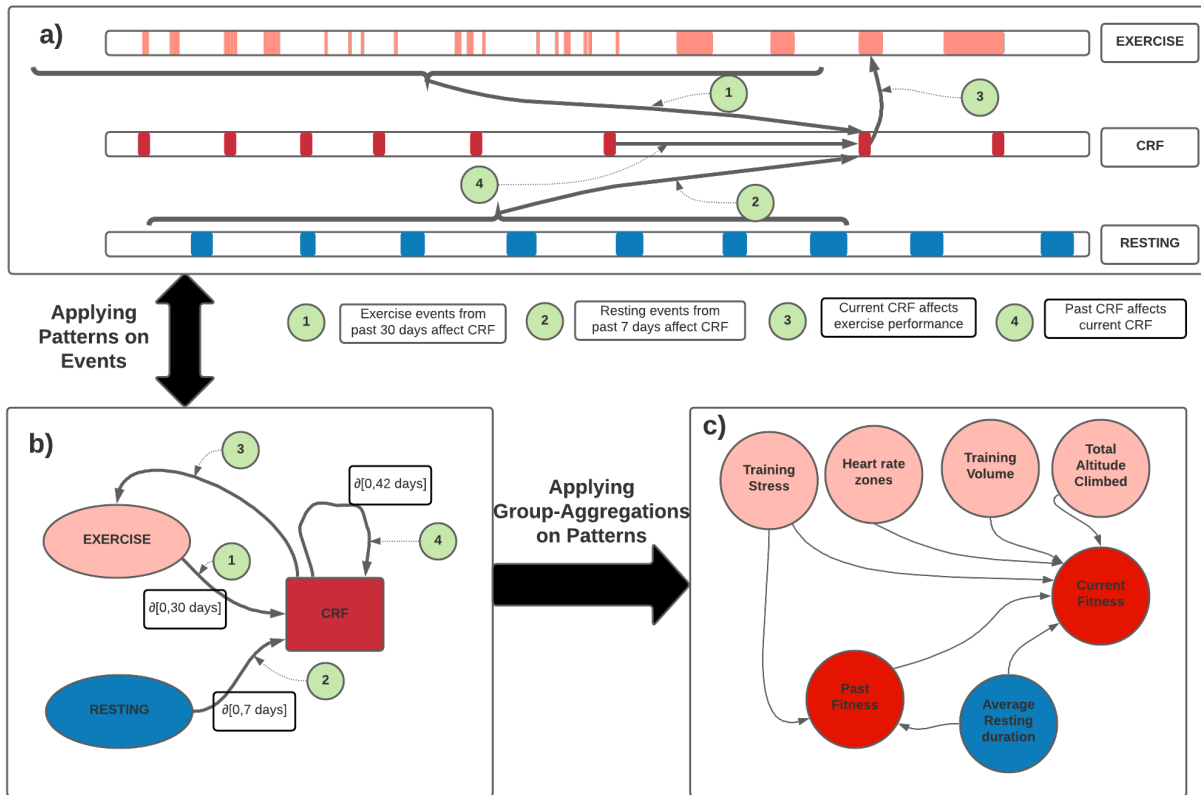 a)
EXERCISE
1
3
CRF
4
2
RESTING
Applying
Patterns on
Events
1
Exercise events from
past 30 days affect CRF
2
Resting events from
past 7 days affect CRF
3
Current CRF affects
exercise performance
4
Past CRF affects
current CRF
b)
3
∂[0,42 days]
EXERCISE
1
4
∂[0,30 days]
CRF
2
RESTING
∂[0,7 days]
Applying
Group-Aggregations
on Patterns
c)
Training
Stress
Heart rate
zones
Training
Volume
Total
Altitude
Climbed
Current
Fitness
Past
Fitness
Average
Resting
duration